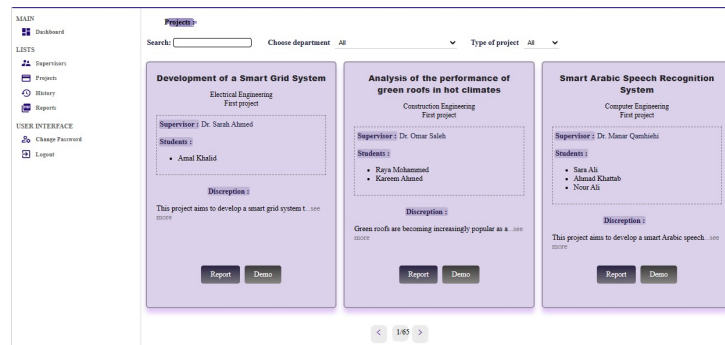 MAIN
Dashboard
LISTS
Supervisors
Projects
History
Reports
USER INTERFACE
Change Password
Logout
Projects :
Search:
Choose department All
Type of project All
Development of a Smart Grid System
Electrical Engineering
First project
Supervisor : Dr. Sarah Ahmed
Students :
Amal Khalid
Discreption :
This project aims to develop a smart grid system t...see
more
Report Demo
Analysis of the performance of
green roofs in hot climates
Construction Engineering
First project
Supervisor : Dr. Omar Saleh
Students :
Raya Mohammed
Kareem Ahmed
Discreption :
Green roofs are becoming increasingly popular as a...see
more
Report Demo
Smart Arabic Speech Recognition
System
Computer Engineering
First project
Supervisor : Dr. Manar Qamhiehi
Students :
Sara Ali
Ahmad Khattab
Nour Ali
Discreption :
This project aims to develop a smart Arabic speech...see
more
Report Demo
< 1/65 >